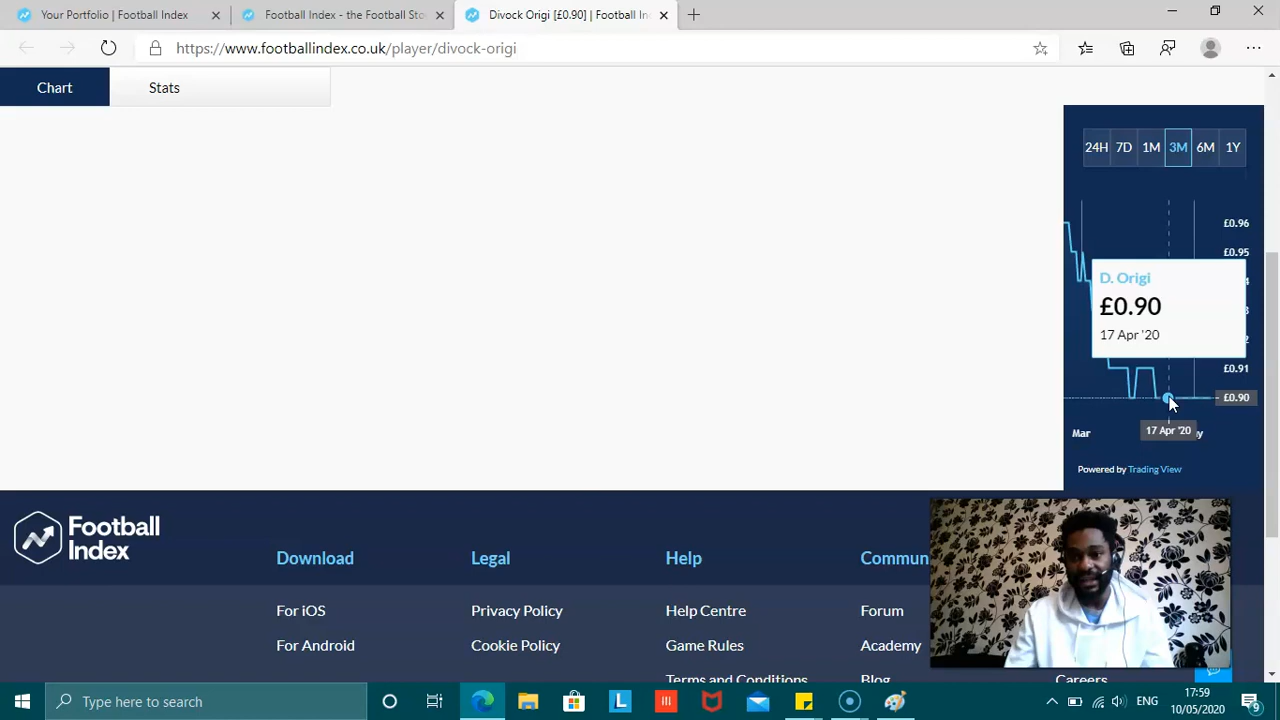 Your Portfolio | Football Index
Football Index - the Football Sto
Divock Origi [£0.90] | Football In
https://www.footballindex.co.uk/player/divock-origi
Chart
Stats
24H 7D 1M 3M 6M 1Y
£0.96
£0.95
D. Origi
£0.90
17 Apr '20
£0.91
£0.90
Mar
17 Apr '20
Powered by Trading View
Football
Index
Download
Legal
Help
Commun
For iOS
Privacy Policy
Help Centre
Forum
For Android
Cookie Policy
Game Rules
Academy
Terms and Conditions
Blog
Careers
Type here to search
ENG
17:59
10/05/2020
9